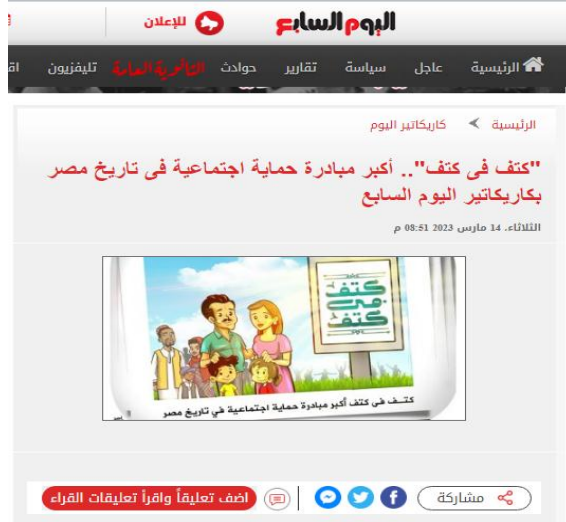 اليوم السابع
للإعلان
الرئيسية عاجل سياسة تقارير حوادث الثانوية العامة تليفزيون
الرئيسية كاريكاتير اليوم
"كتف فى كتف".. أكبر مبادرة حماية اجتماعية فى تاريخ مصر
بكاريكاتير اليوم السابع
الثلاثاء، 14 مارس 2023 08:51 م
كتف
في
كتف
كتـف فى كتف أكبر مبادرة حماية اجتماعية في تاريخ مصر
مشاركة
اضف تعليقاً واقرأ تعليقات القراء